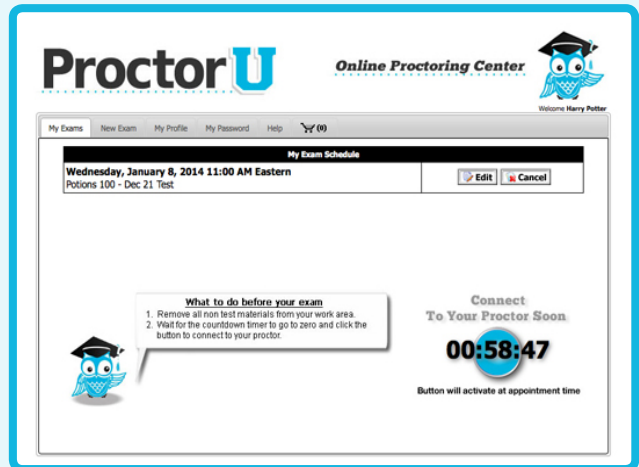 ProctorU
Online Proctoring Center
Welcome Harry Potter
My Exams New Exam My Profile My Password Help (0)
My Exam Schedule
Wednesday, January 8, 2014 11:00 AM Eastern
Potions 100 - Dec 21 Test
Edit Cancel
What to do before your exam
1. Remove all non test materials from your work area.
2. Wait for the countdown timer to go to zero and click the
button to connect to your proctor.
Connect
To Your Proctor Soon
00:58:47
Button will activate at appointment time